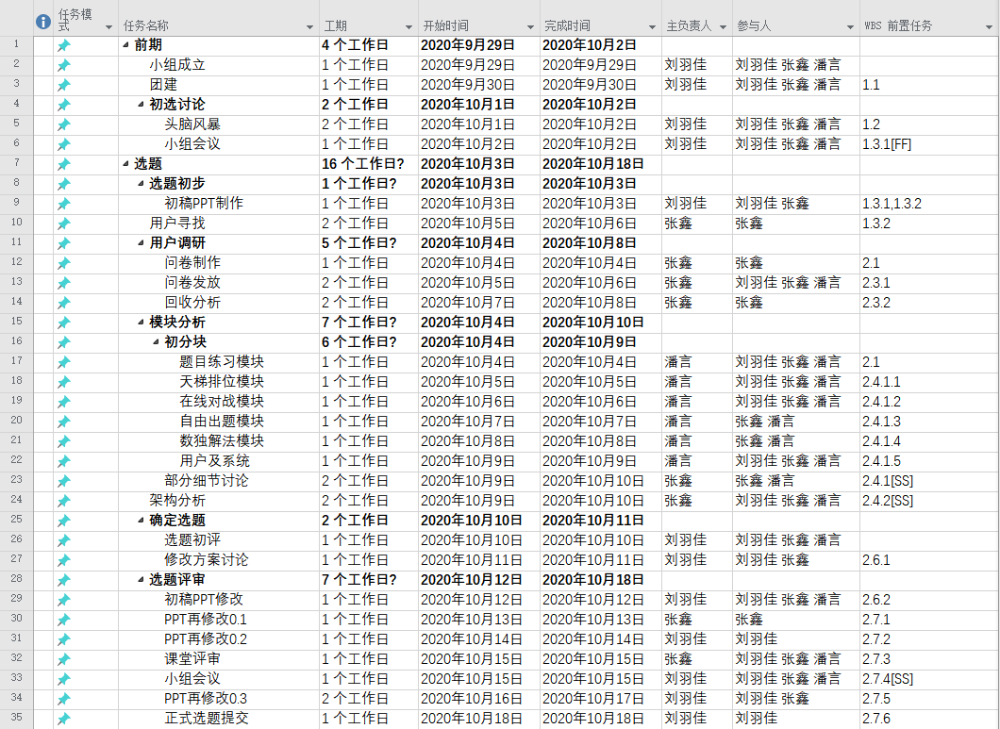 任务模式 任务名称 工期 开始时间 完成时间 主负责人 参与人 WBS 前置任务
1 前期 4 个工作日 2020年9月29日 2020年10月2日
2 小组成立 1 个工作日 2020年9月29日 2020年9月29日 刘羽佳 刘羽佳 张鑫 潘言
3 团建 1 个工作日 2020年9月30日 2020年9月30日 刘羽佳 刘羽佳 张鑫 潘言 1.1
4 初选讨论 2 个工作日 2020年10月1日 2020年10月2日
5 头脑风暴 2 个工作日 2020年10月1日 2020年10月2日 刘羽佳 刘羽佳 张鑫 潘言 1.2
6 小组会议 1 个工作日 2020年10月2日 2020年10月2日 刘羽佳 刘羽佳 张鑫 潘言 1.3.1[FF]
7 选题 16 个工作日? 2020年10月3日 2020年10月18日
8 选题初步 1 个工作日? 2020年10月3日 2020年10月3日
9 初稿PPT制作 1 个工作日 2020年10月3日 2020年10月3日 刘羽佳 刘羽佳 张鑫 1.3.1,1.3.2
10 用户寻找 2 个工作日 2020年10月5日 2020年10月6日 张鑫 张鑫 1.3.2
11 用户调研 5 个工作日? 2020年10月4日 2020年10月8日
12 问卷制作 1 个工作日 2020年10月4日 2020年10月4日 张鑫 张鑫 2.1
13 问卷发放 2 个工作日 2020年10月5日 2020年10月6日 张鑫 刘羽佳 张鑫 潘言 2.3.1
14 回收分析 2 个工作日 2020年10月7日 2020年10月8日 张鑫 张鑫 2.3.2
15 模块分析 7 个工作日? 2020年10月4日 2020年10月10日
16 初分块 6 个工作日? 2020年10月4日 2020年10月9日
17 题目练习模块 1 个工作日 2020年10月4日 2020年10月4日 潘言 刘羽佳 张鑫 潘言 2.1
18 天梯排位模块 1 个工作日 2020年10月5日 2020年10月5日 潘言 刘羽佳 张鑫 潘言 2.4.1.1
19 在线对战模块 1 个工作日 2020年10月6日 2020年10月6日 潘言 刘羽佳 张鑫 潘言 2.4.1.2
20 自由出题模块 1 个工作日 2020年10月7日 2020年10月7日 潘言 张鑫 潘言 2.4.1.3
21 数独解法模块 1 个工作日 2020年10月8日 2020年10月8日 潘言 张鑫 潘言 2.4.1.4
22 用户及系统 1 个工作日 2020年10月9日 2020年10月9日 潘言 刘羽佳 张鑫 潘言 2.4.1.5
23 部分细节讨论 2 个工作日 2020年10月9日 2020年10月10日 张鑫 张鑫 潘言 2.4.1[SS]
24 架构分析 2 个工作日 2020年10月9日 2020年10月10日 张鑫 刘羽佳 张鑫 潘言 2.4.2[SS]
25 确定选题 2 个工作日 2020年10月10日 2020年10月11日
26 选题初评 1 个工作日 2020年10月10日 2020年10月10日 刘羽佳 刘羽佳 张鑫 潘言
27 修改方案讨论 1 个工作日 2020年10月11日 2020年10月11日 刘羽佳 刘羽佳 张鑫 2.6.1
28 选题评审 7 个工作日? 2020年10月12日 2020年10月18日
29 初稿PPT修改 1 个工作日 2020年10月12日 2020年10月12日 刘羽佳 刘羽佳 张鑫 潘言 2.6.2
30 PPT再修改0.1 1 个工作日 2020年10月13日 2020年10月13日 张鑫 张鑫 2.7.1
31 PPT再修改0.2 1 个工作日 2020年10月14日 2020年10月14日 刘羽佳 刘羽佳 2.7.2
32 课堂评审 1 个工作日 2020年10月15日 2020年10月15日 张鑫 刘羽佳 张鑫 潘言 2.7.3
33 小组会议 1 个工作日 2020年10月15日 2020年10月15日 刘羽佳 刘羽佳 张鑫 潘言 2.7.4[SS]
34 PPT再修改0.3 2 个工作日 2020年10月16日 2020年10月17日 刘羽佳 刘羽佳 张鑫 2.7.5
35 正式选题提交 1 个工作日 2020年10月18日 2020年10月18日 刘羽佳 刘羽佳 2.7.6